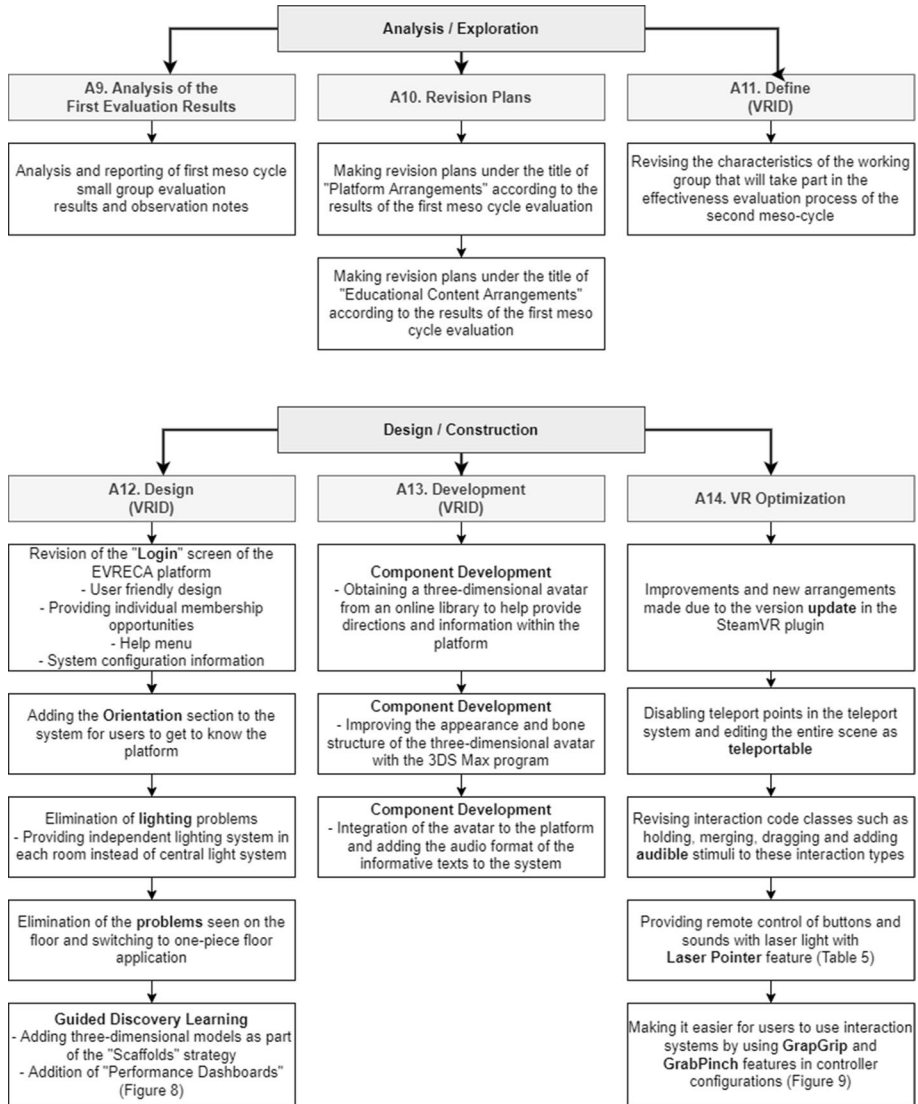 Analysis / Exploration
A9. Analysis of the
First Evaluation Results
Analysis and reporting of first meso cycle
small group evaluation
results and observation notes
A10. Revision Plans
Making revision plans under the title of
"Platform Arrangements" according to the
results of the first meso cycle evaluation
Making revision plans under the title of
"Educational Content Arrangements"
according to the results of the first meso
cycle evaluation
A11. Define
(VRID)
Revising the characteristics of the working
group that will take part in the
effectiveness evaluation process of the
second meso-cycle
Design / Construction
A12. Design
(VRID)
Revision of the "Login" screen of the
EVRECA platform
- User friendly design
- Providing individual membership
opportunities
- Help menu
- System configuration information
Adding the Orientation section to the
system for users to get to know the
platform
Elimination of lighting problems
- Providing independent lighting system in
each room instead of central light system
Elimination of the problems seen on the
floor and switching to one-piece floor
application
Guided Discovery Learning
- Adding three-dimensional models as part
of the "Scaffolds" strategy
- Addition of "Performance Dashboards"
(Figure 8)
A13. Development
(VRID)
Component Development
- Obtaining a three-dimensional avatar
from an online library to help provide
directions and information within the
platform
Component Development
- Improving the appearance and bone
structure of the three-dimensional avatar
with the 3DS Max program
Component Development
- Integration of the avatar to the platform
and adding the audio format of the
informative texts to the system
A14. VR Optimization
Improvements and new arrangements
made due to the version update in the
SteamVR plugin
Disabling teleport points in the teleport
system and editing the entire scene as
teleportable
Revising interaction code classes such as
holding, merging, dragging and adding
audible stimuli to these interaction types
Providing remote control of buttons and
sounds with laser light with
Laser Pointer feature (Table 5)
Making it easier for users to use interaction
systems by using GrapGrip and
GrabPinch features in controller
configurations (Figure 9)